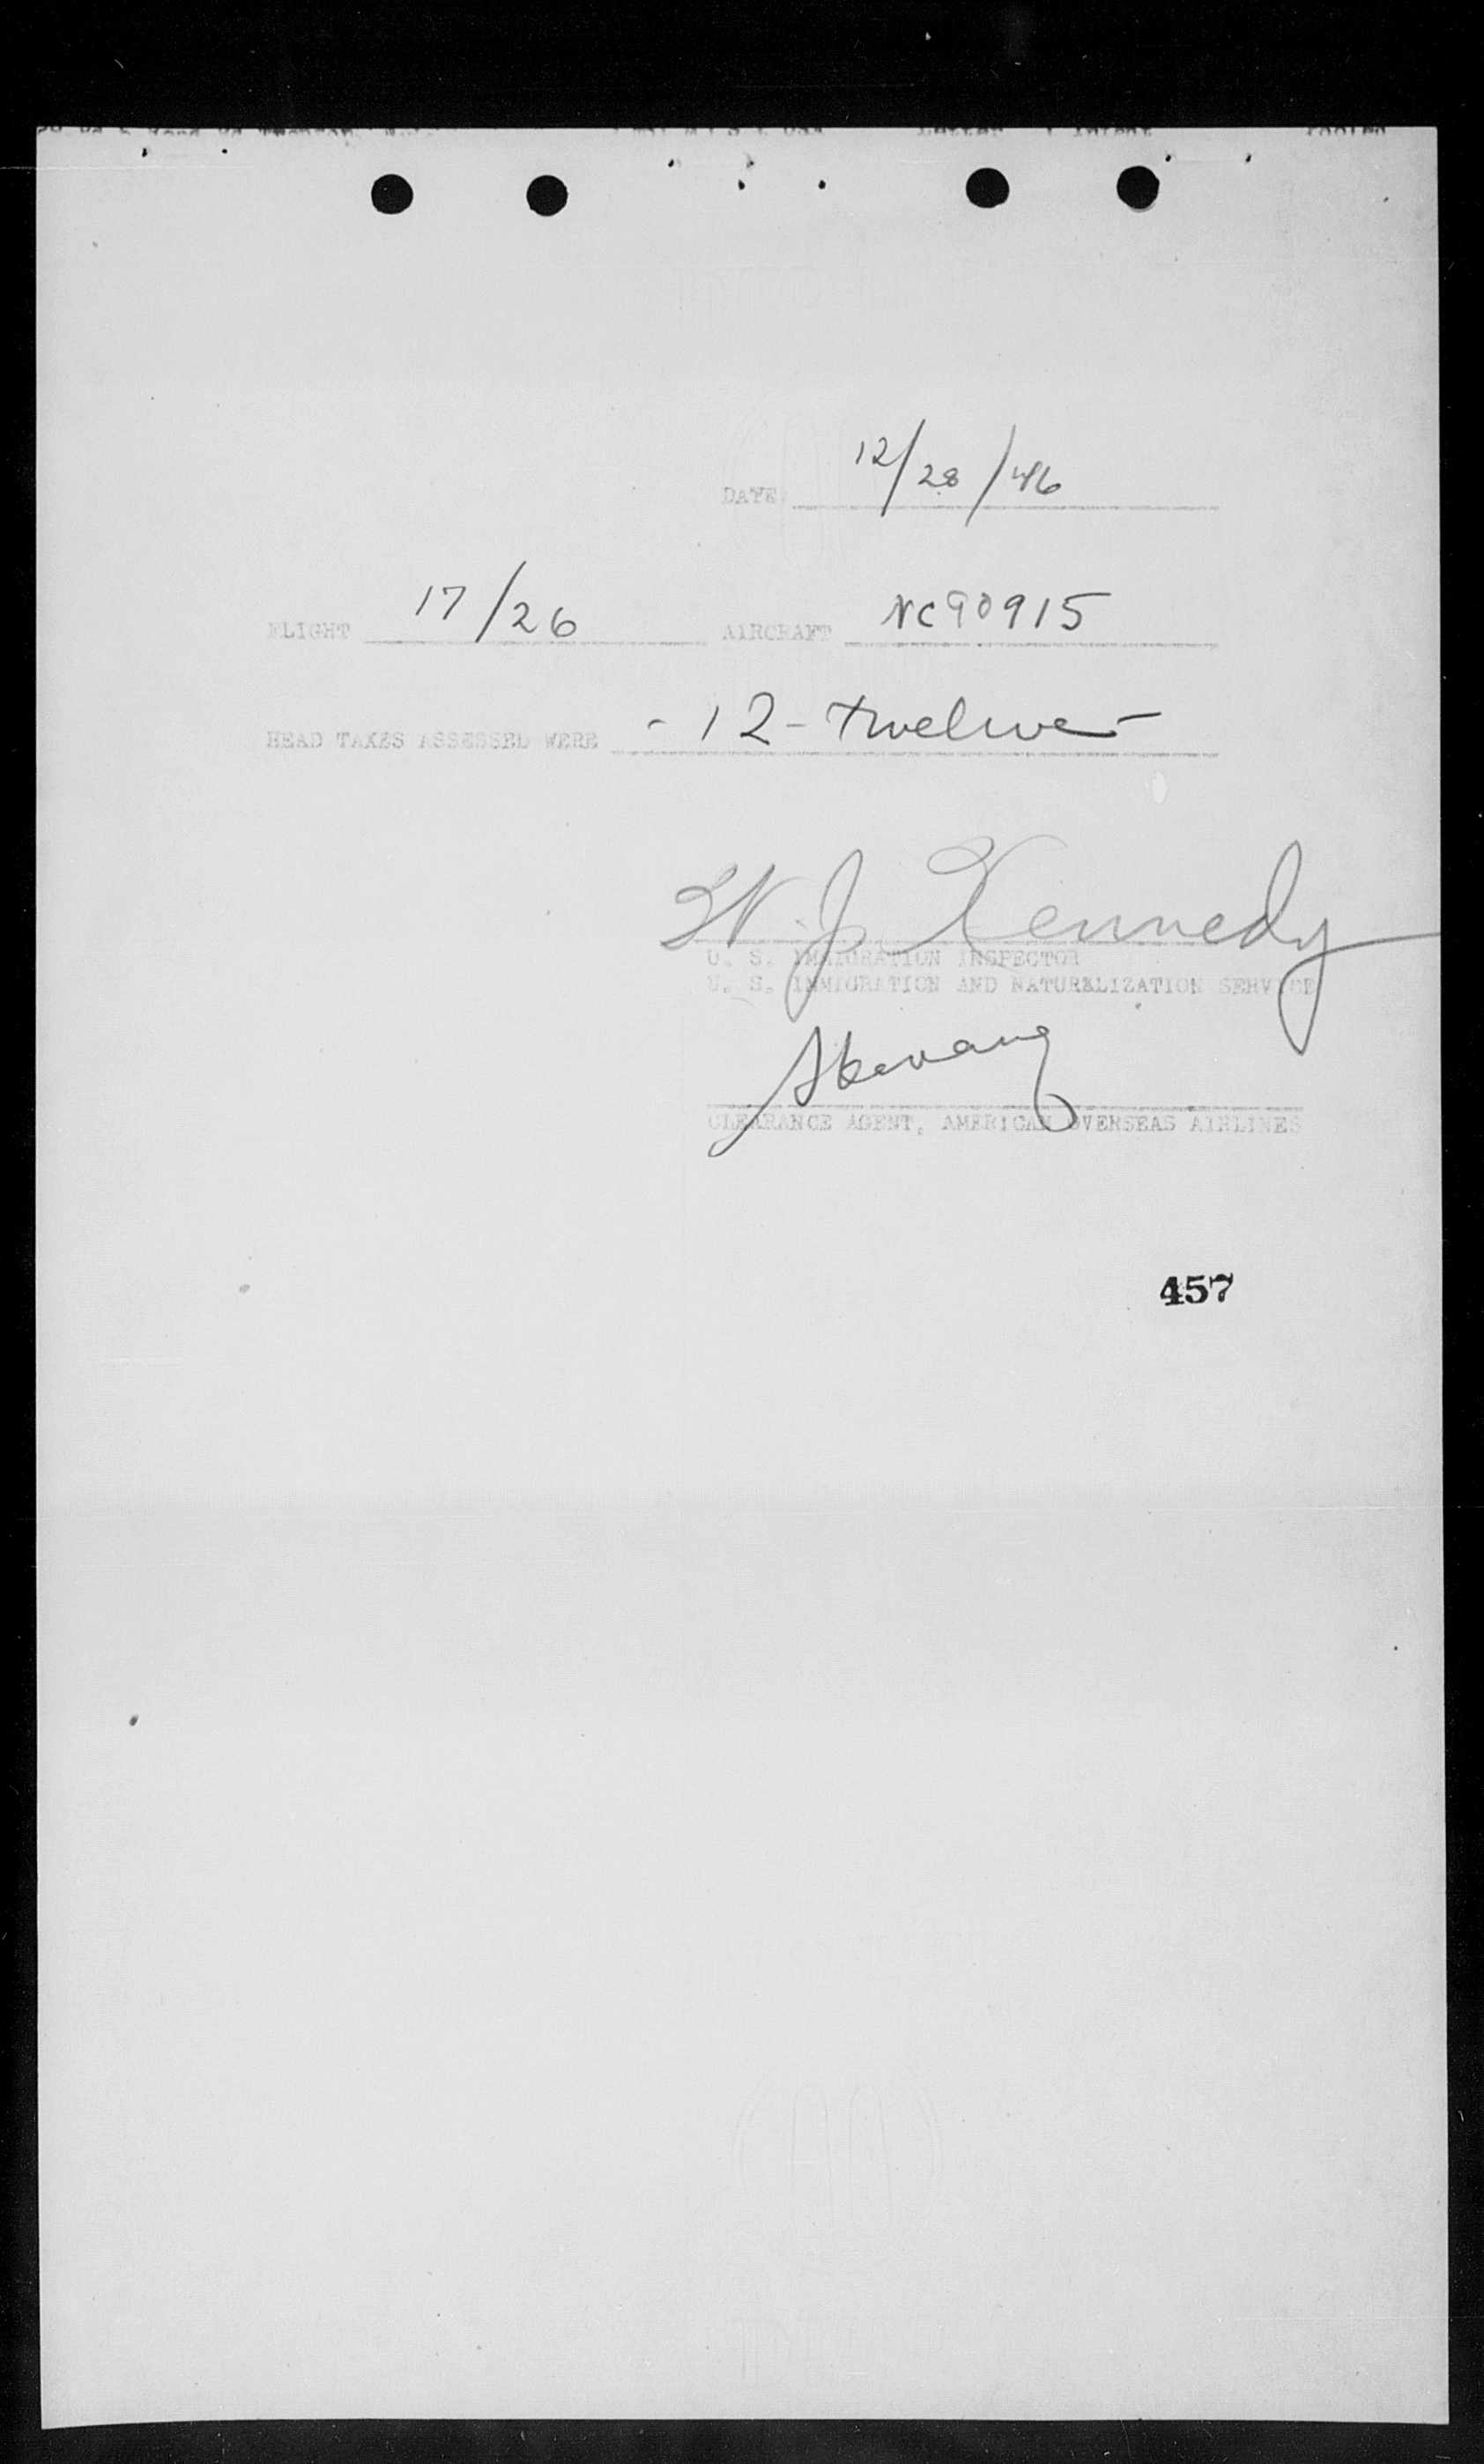 DATE 12/28/46
FLIGHT 17/26 AIRCRAFT NC90915
HEAD TAXES ASSESSED WERE - 12 - twelve -
W. J. Kennedy
U. S. IMMIGRATION INSPECTOR
U. S. IMMIGRATION AND NATURALIZATION SERVICE
CLEARANCE AGENT, AMERICAN OVERSEAS AIRLINES
457